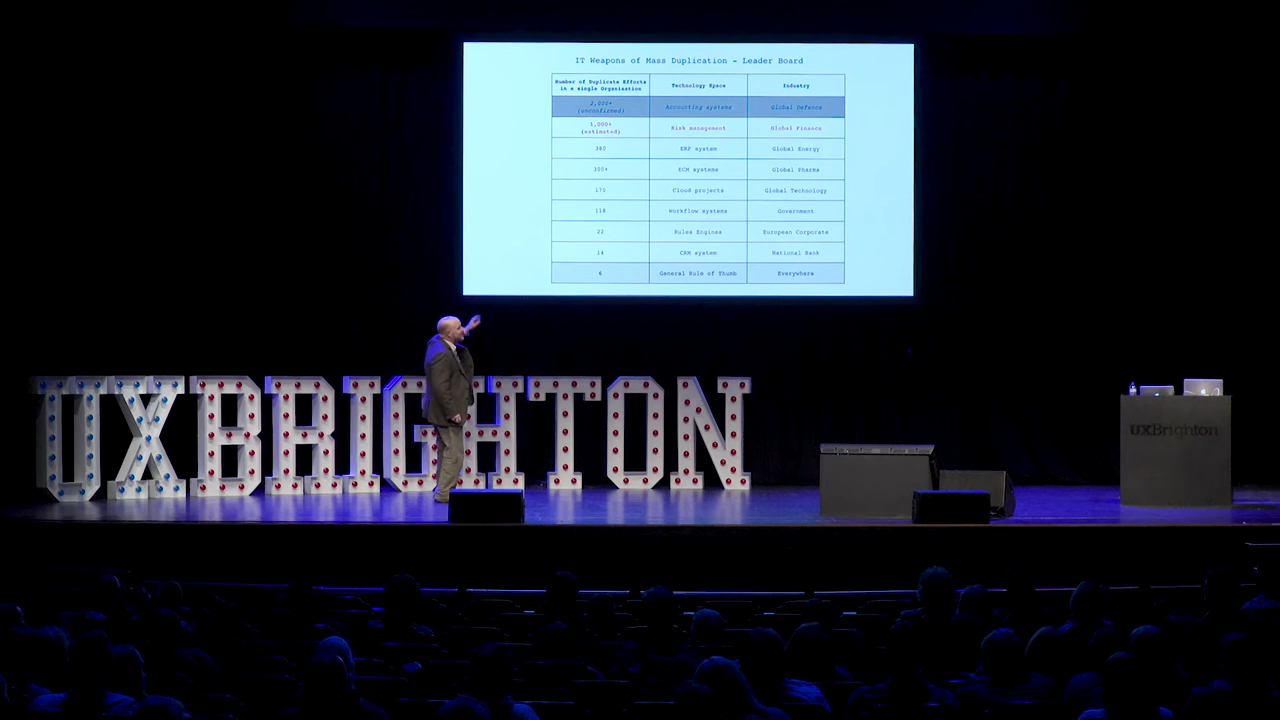 IT Weapons of Mass Duplication – Leader Board
Number of Duplicate Efforts in a single Organisation Technology Space Industry
2,000+ (unconfirmed) Accounting systems Global Defence
1,000+ (estimated) Risk management Global Finance
380 ERP system Global Energy
300+ ECM systems Global Pharma
170 Cloud projects Global Technology
118 Workflow systems Government
22 Rules Engines European Corporate
14 CRM system National Bank
6 General Rule of Thumb Everywhere
UXBRIGHTON
uxBrighton